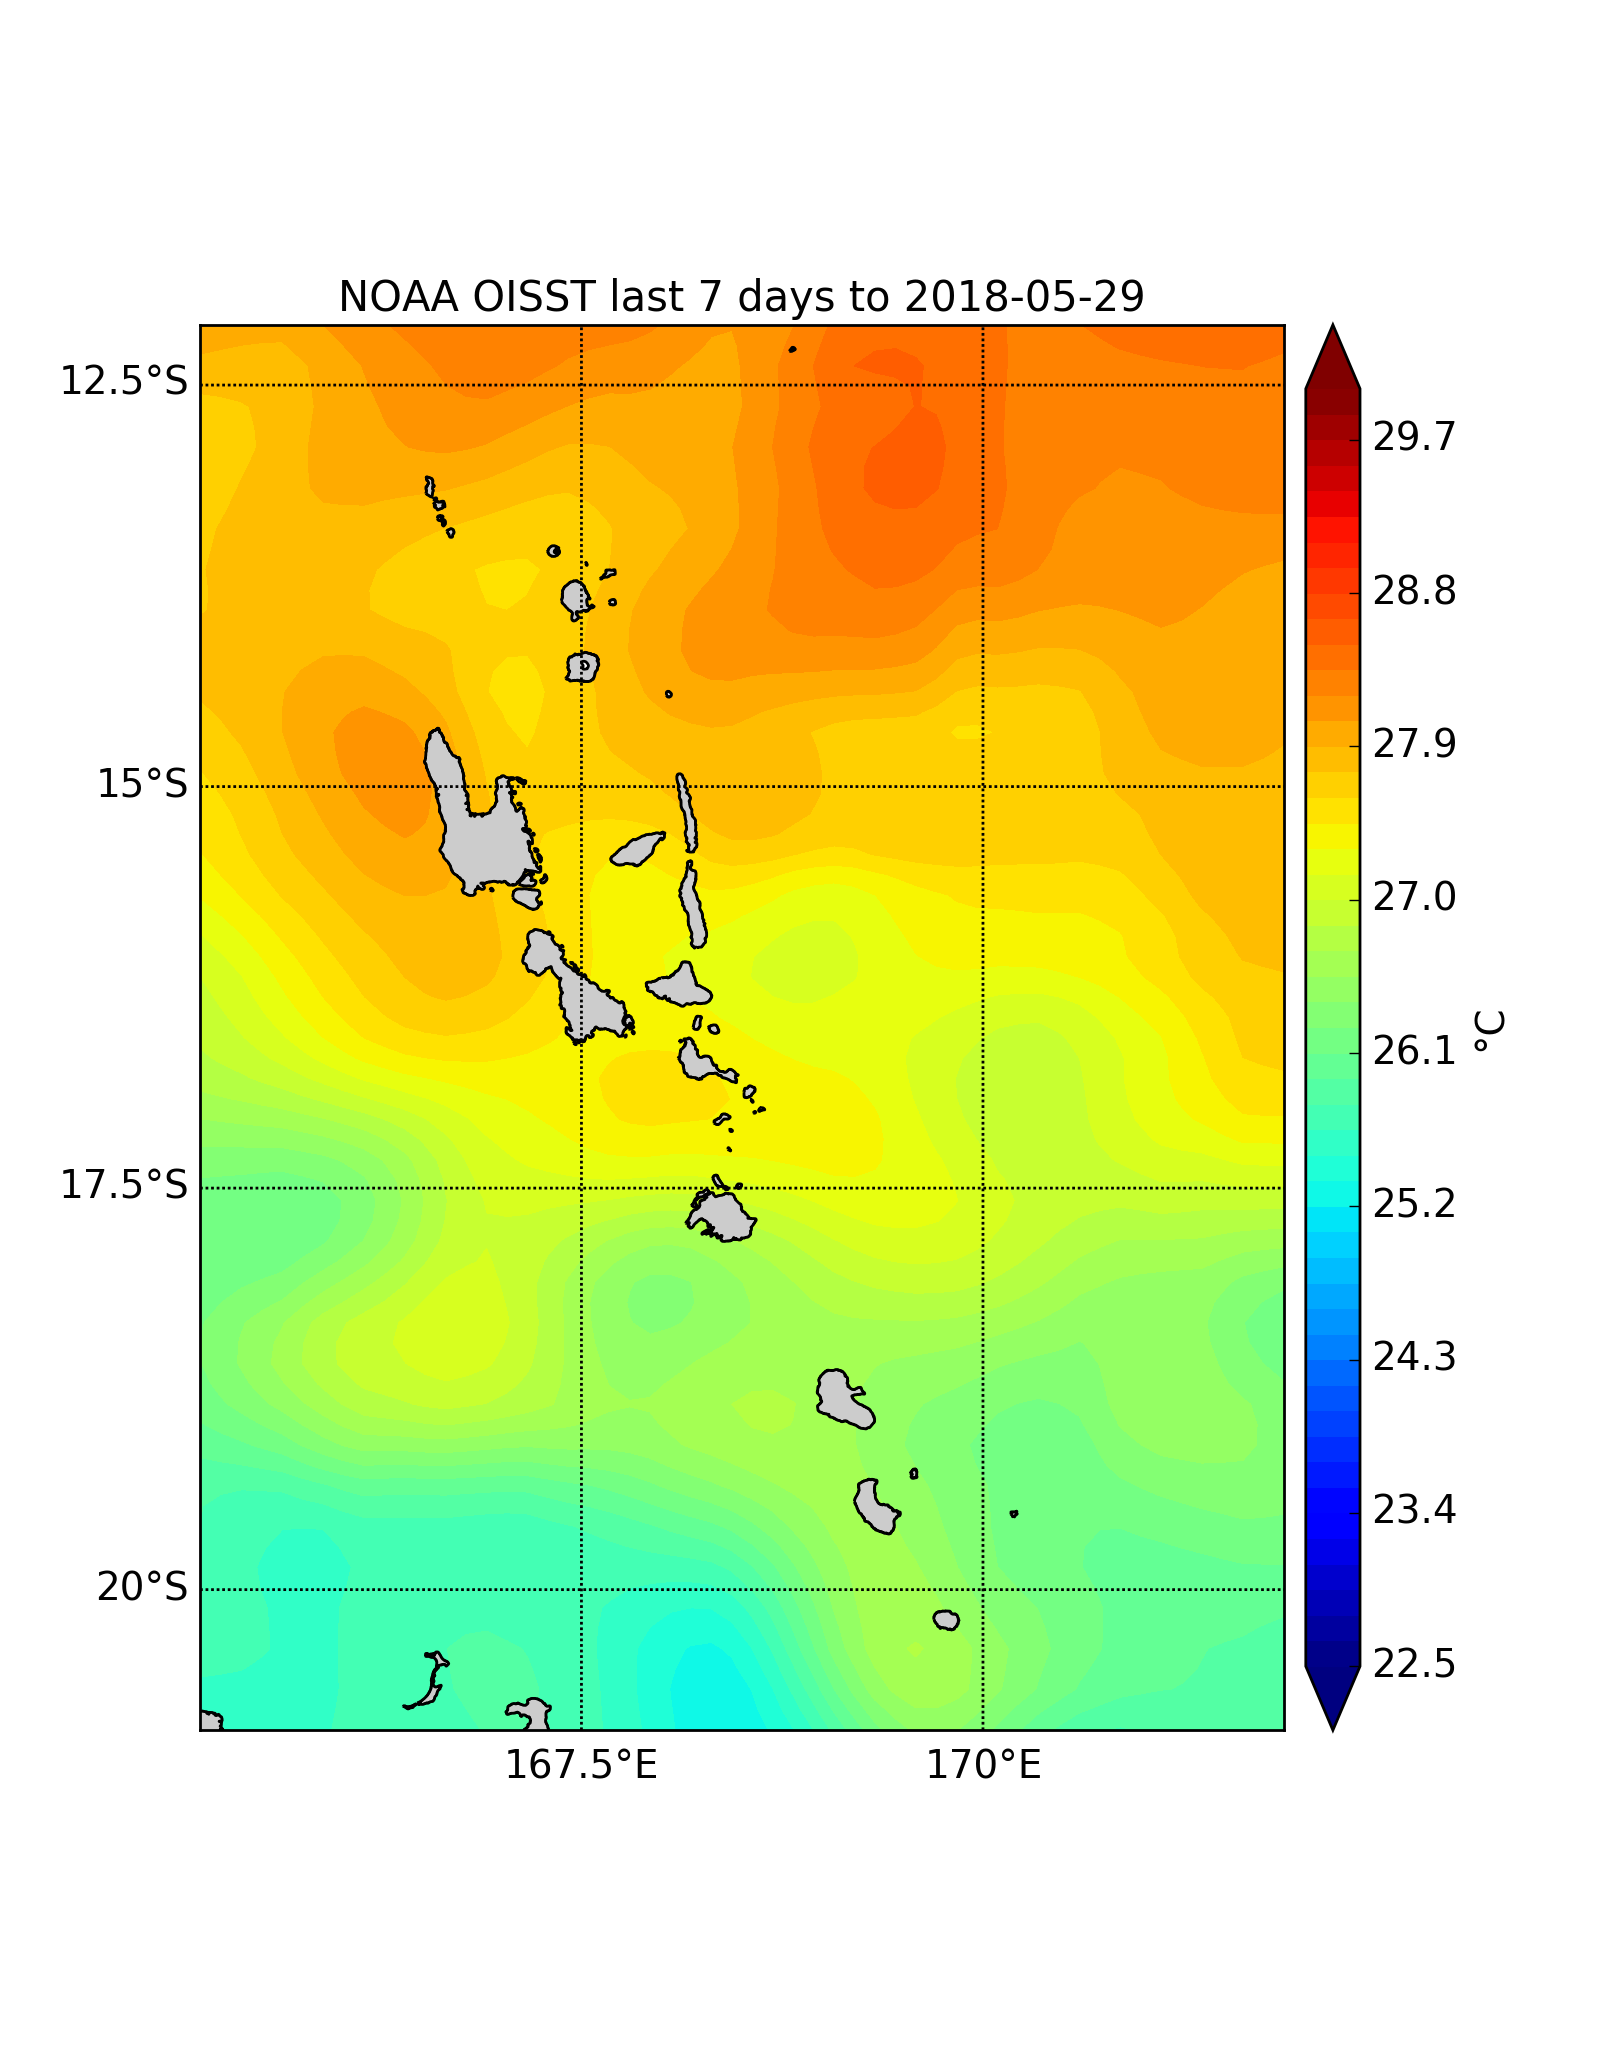 NOAA OISST last 7 days to 2018-05-29
12.5°S
15°S
17.5°S
20°S
167.5°E
170°E
29.7
28.8
27.9
27.0
26.1
25.2
24.3
23.4
22.5
°C